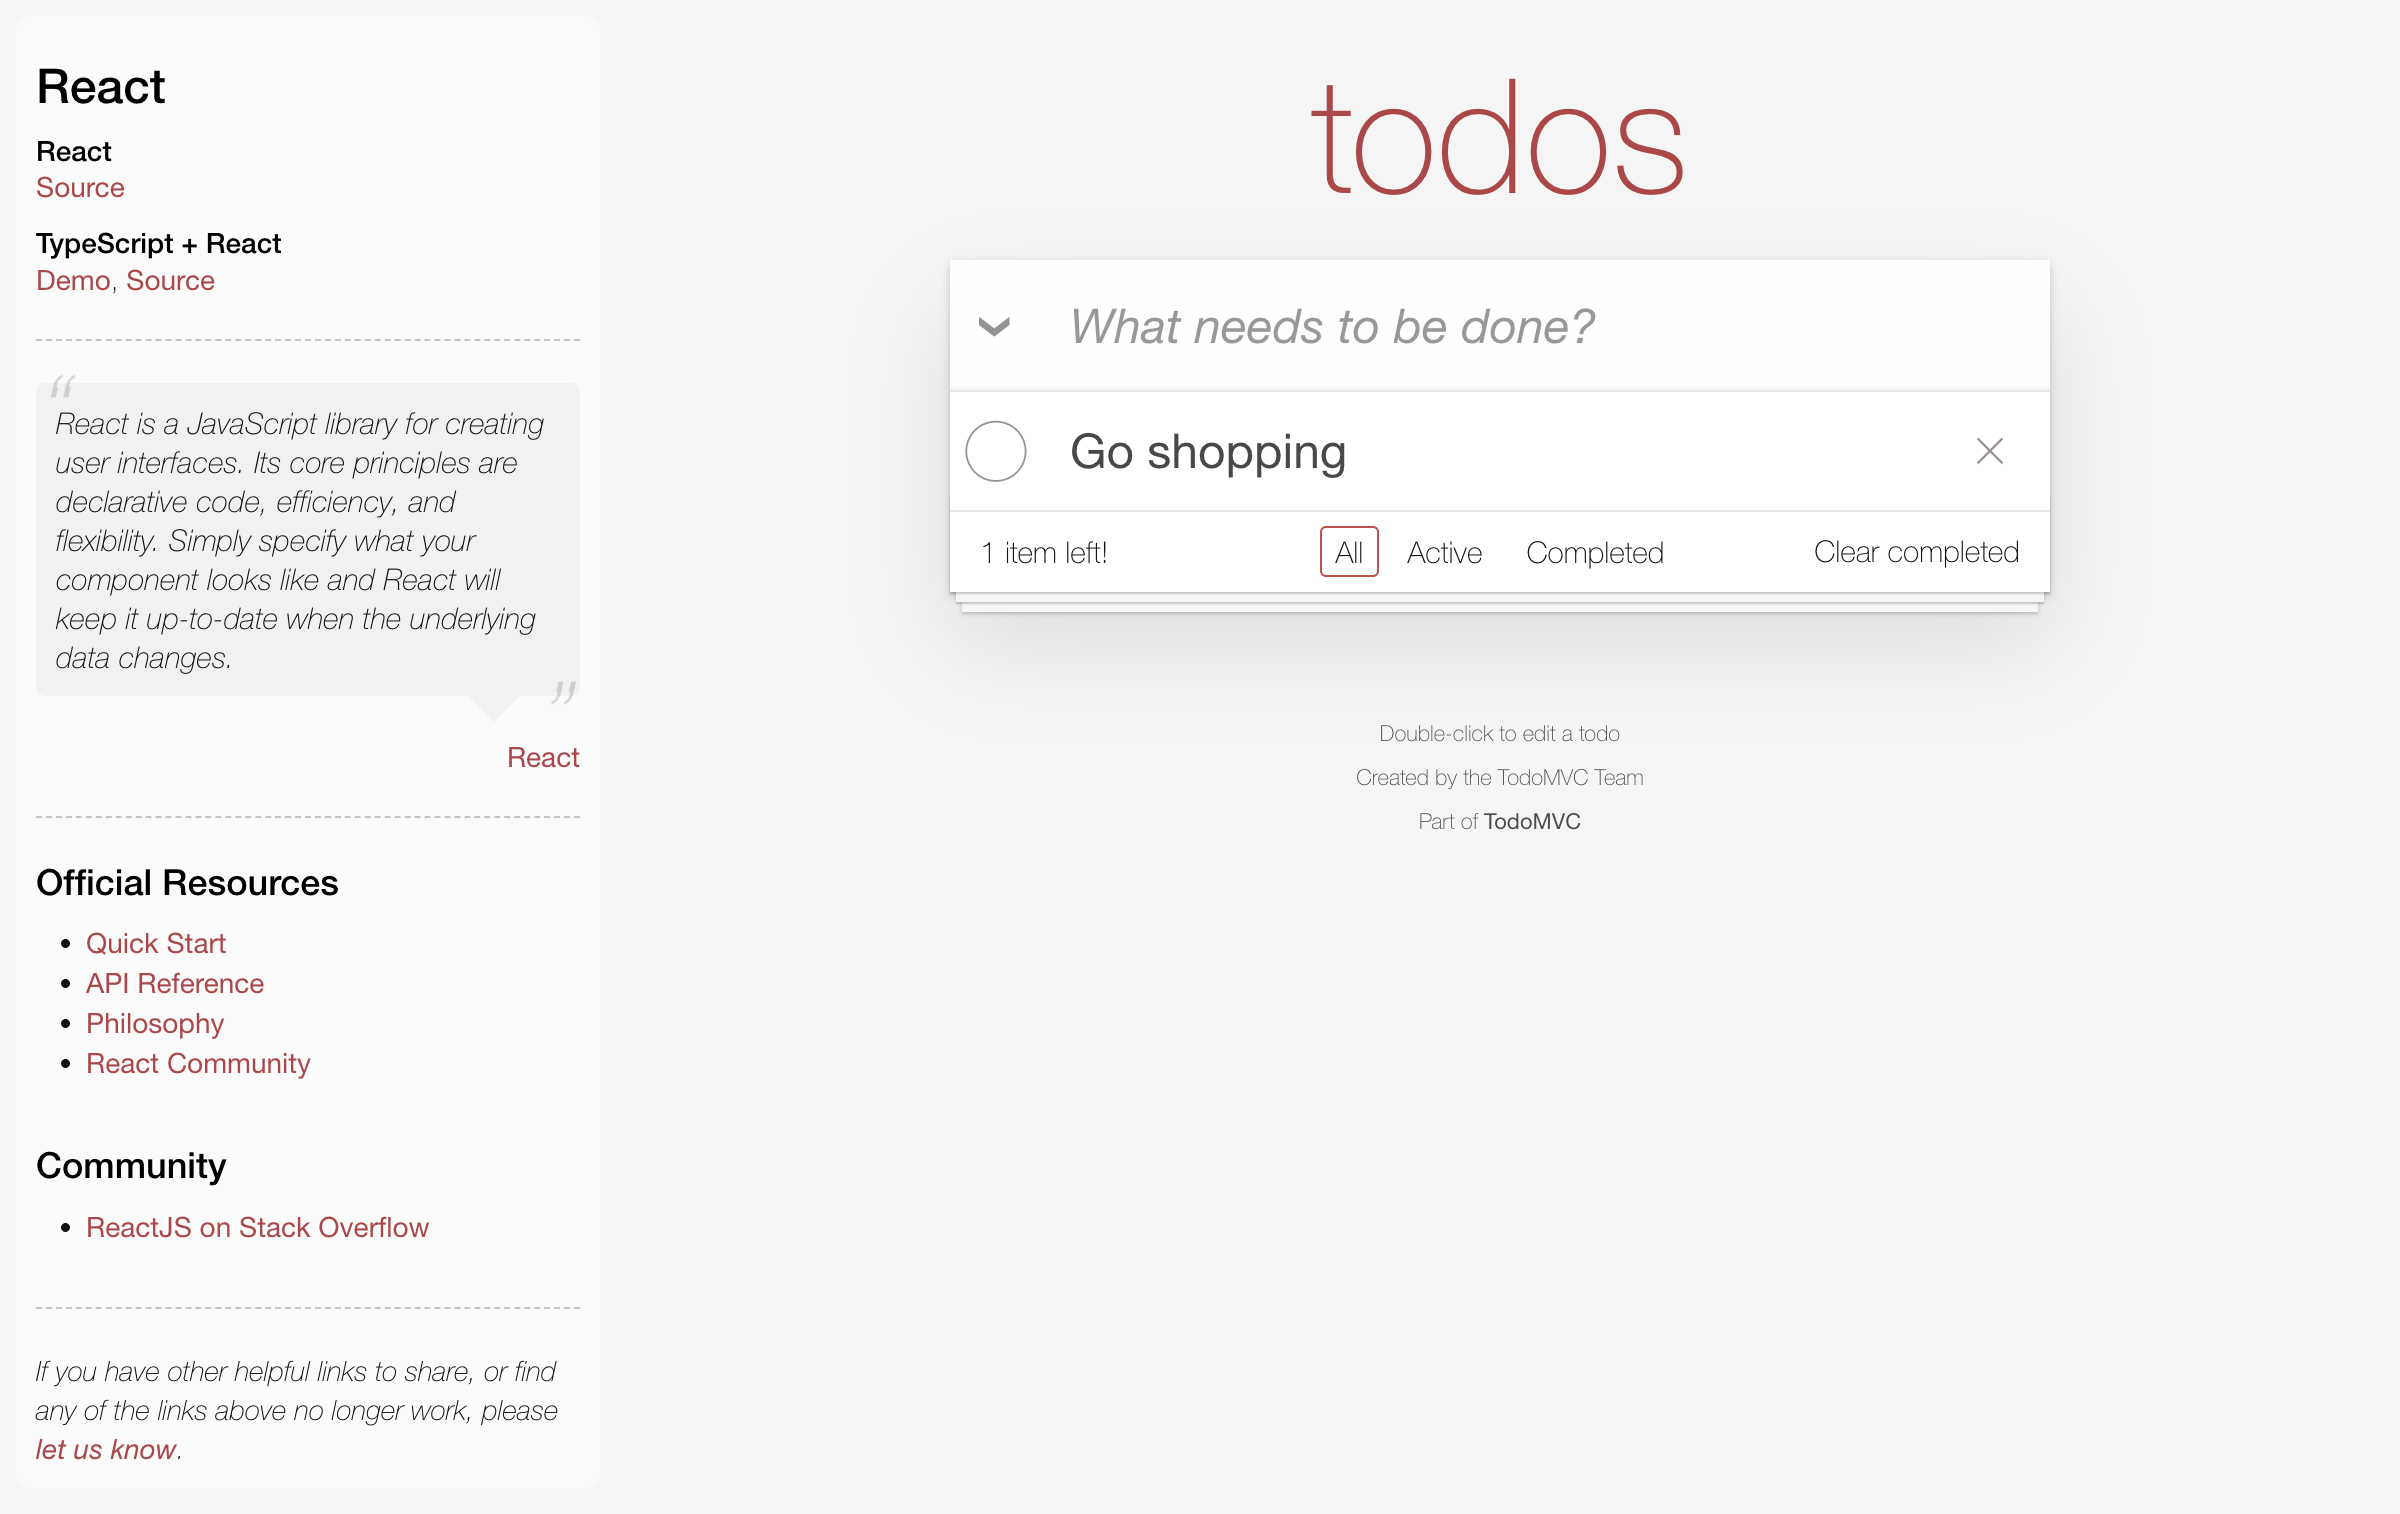 React
React
Source
TypeScript + React
Demo, Source
“
React is a JavaScript library for creating
user interfaces. Its core principles are
declarative code, efficiency, and
flexibility. Simply specify what your
component looks like and React will
keep it up-to-date when the underlying
data changes.
”
React
Official Resources
Quick Start
API Reference
Philosophy
React Community
Community
ReactJS on Stack Overflow
If you have other helpful links to share, or find
any of the links above no longer work, please
let us know.
todos
What needs to be done?
Go shopping
1 item left! All Active Completed Clear completed
Double-click to edit a todo
Created by the TodoMVC Team
Part of TodoMVC